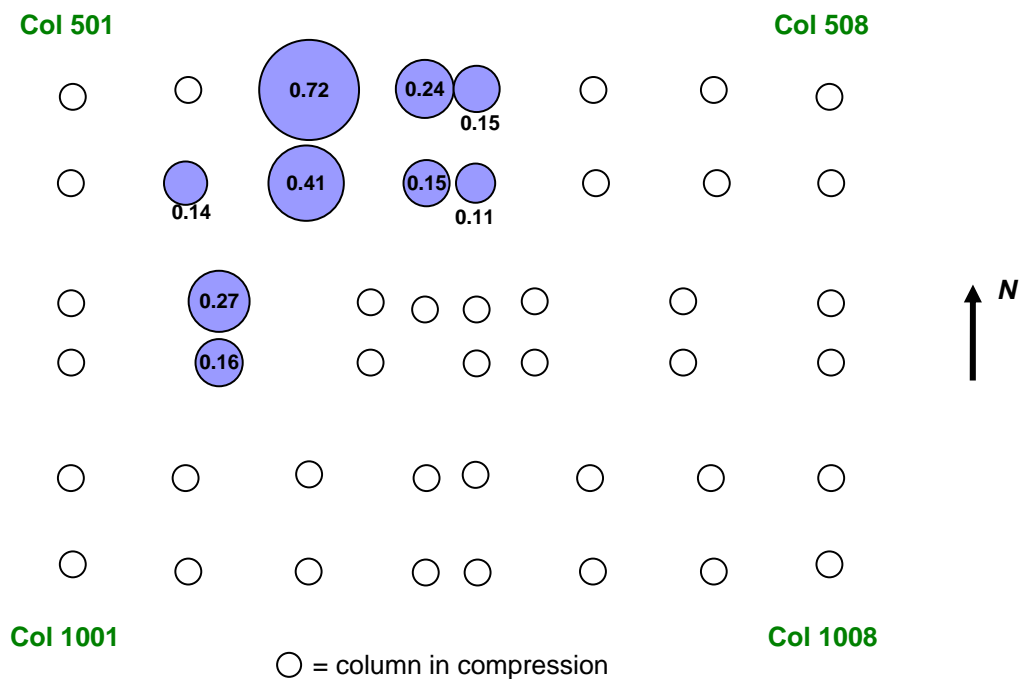 Col 501
Col 508
0.72
0.24
0.15
0.14
0.41
0.15
0.11
0.27
N
0.16
Col 1001
Col 1008
= column in compression